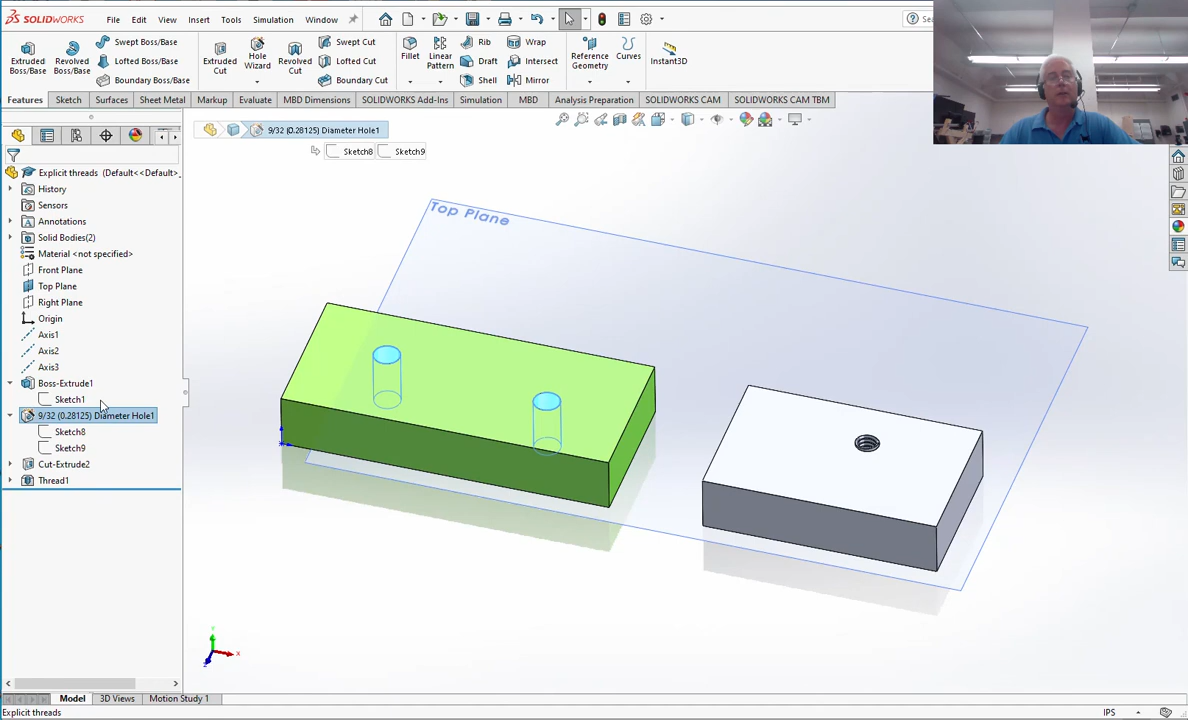 SOLIDWORKS File Edit View Insert Tools Simulation Window
Extruded Boss/Base
Revolved Boss/Base
Swept Boss/Base
Lofted Boss/Base
Boundary Boss/Base
Extruded Cut
Hole Wizard
Revolved Cut
Swept Cut
Lofted Cut
Boundary Cut
Fillet
Linear Pattern
Rib
Draft
Shell
Wrap
Intersect
Mirror
Reference Geometry
Curves
Instant3D
Features Sketch Surfaces Sheet Metal Markup Evaluate MBD Dimensions SOLIDWORKS Add-Ins Simulation MBD Analysis Preparation SOLIDWORKS CAM SOLIDWORKS CAM TBM
9/32 (0.28125) Diameter Hole1
Sketch8 Sketch9
Explicit threads (Default<<Default>_
History
Sensors
Annotations
Solid Bodies(2)
Material <not specified>
Front Plane
Top Plane
Right Plane
Origin
Axis1
Axis2
Axis3
Boss-Extrude1
Sketch1
9/32 (0.28125) Diameter Hole1
Sketch8
Sketch9
Cut-Extrude2
Thread1
Top Plane
Y
x
z
Model 3D Views Motion Study 1
Explicit threads IPS